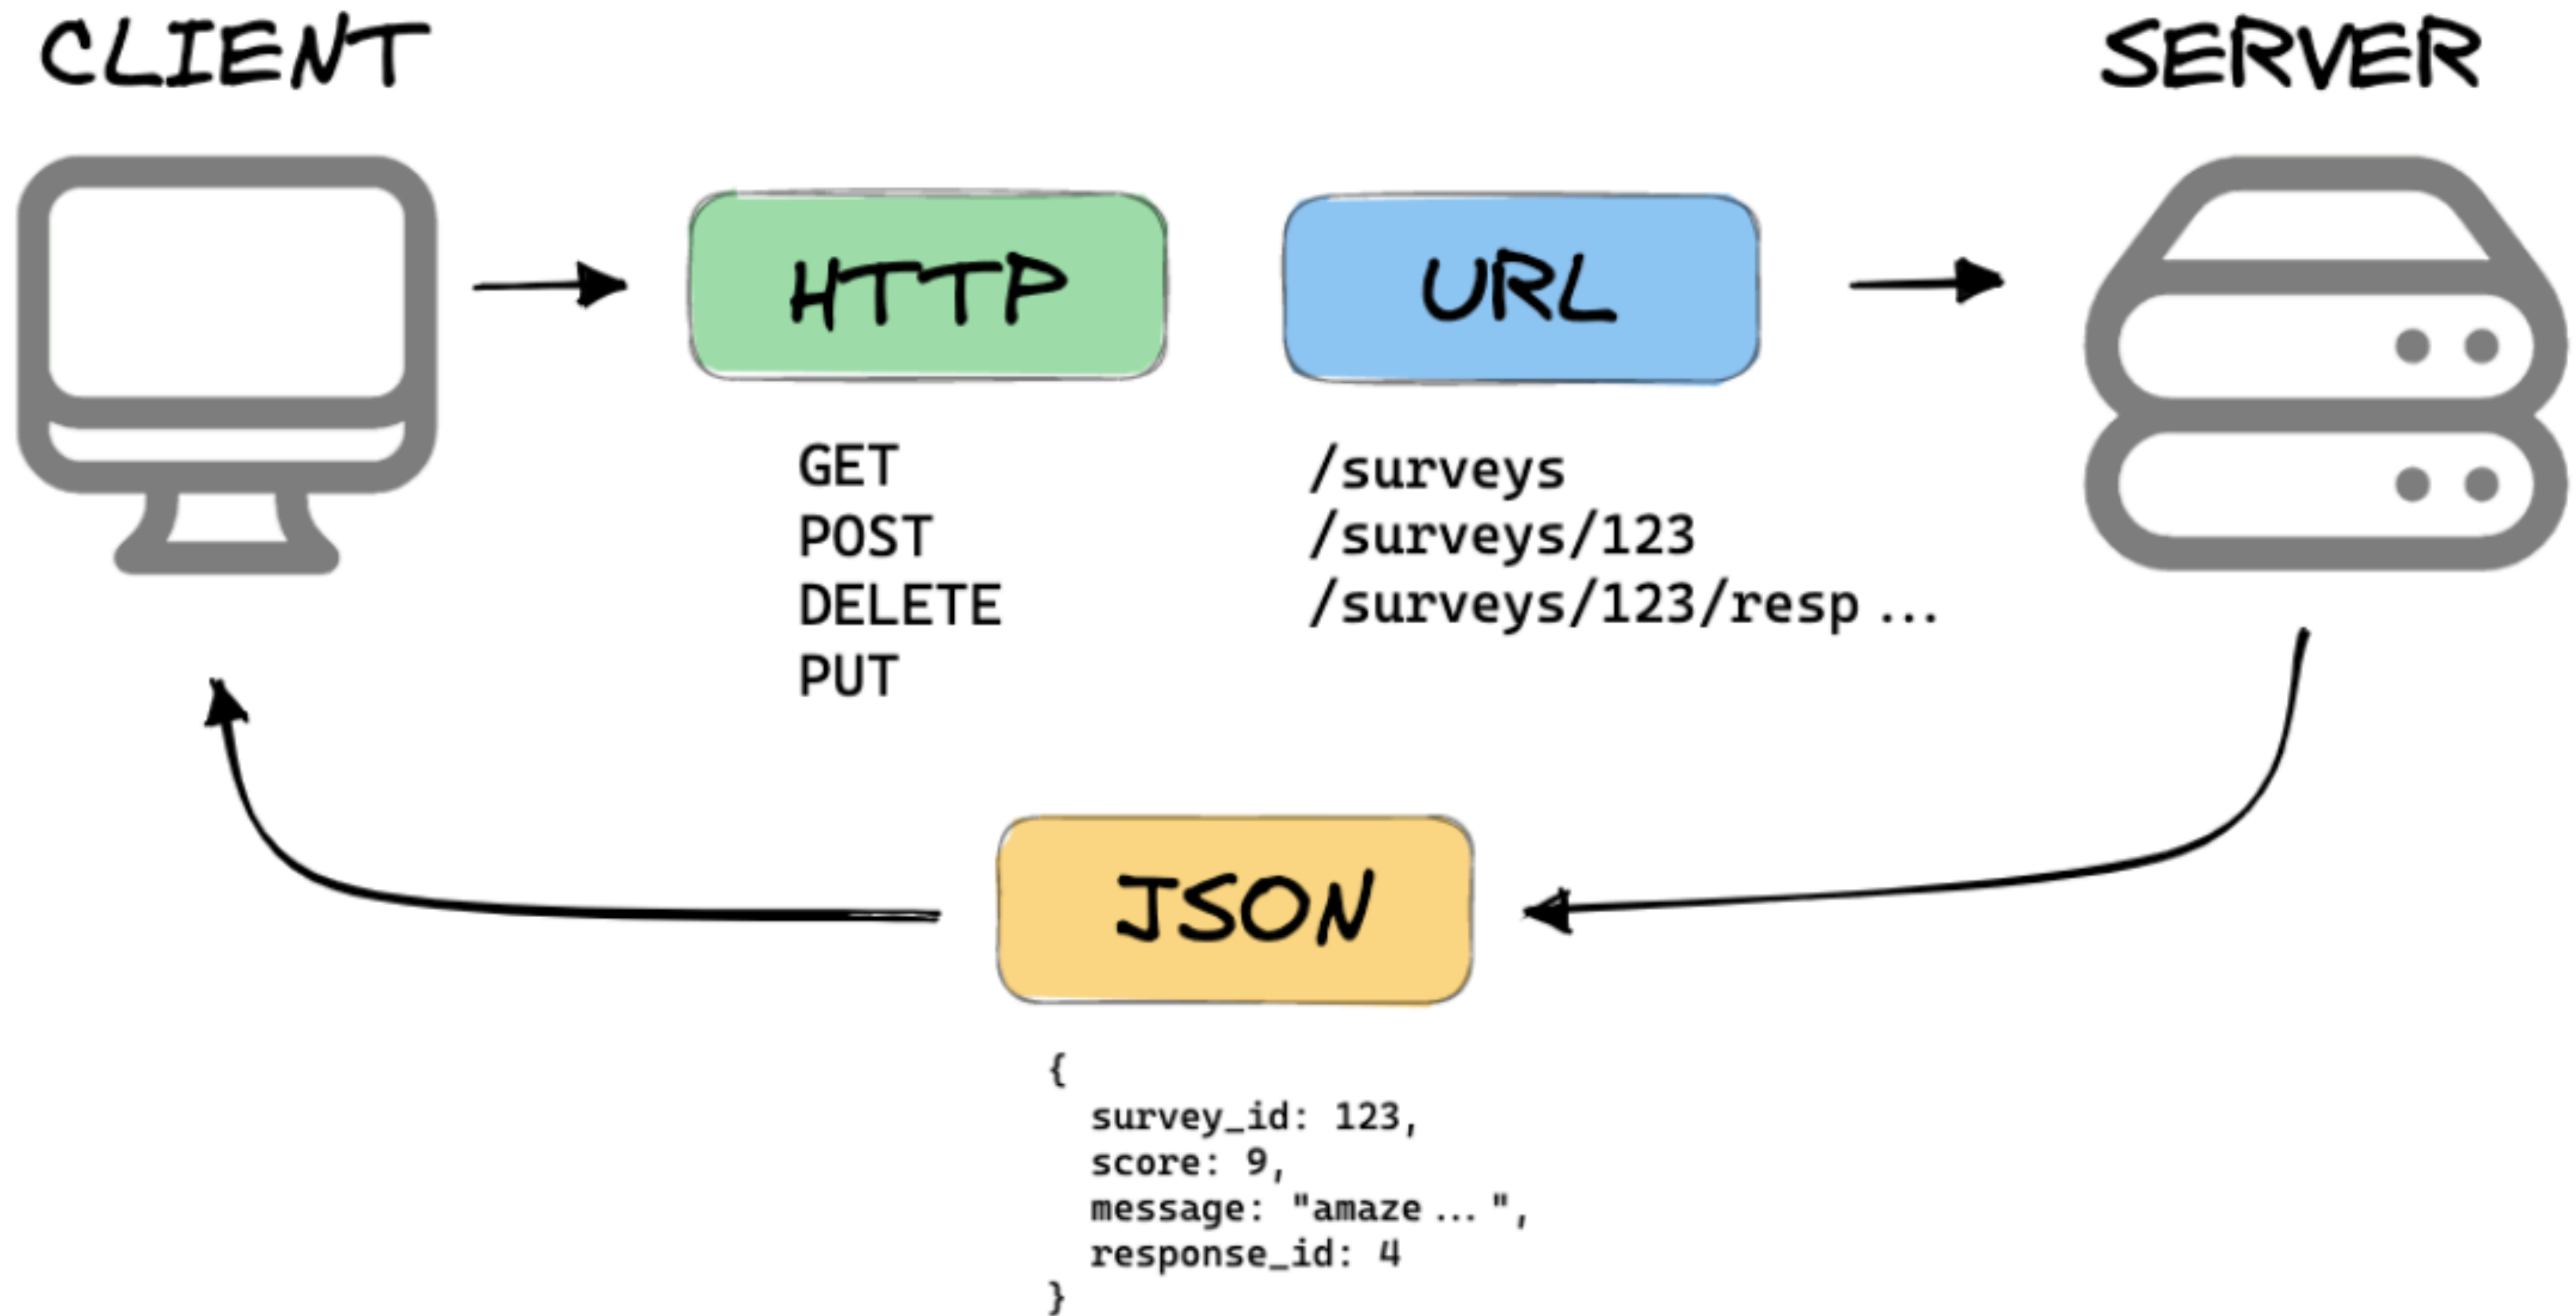 CLIENT
SERVER
HTTP
URL
GET
POST
DELETE
PUT
/surveys
/surveys/123
/surveys/123/resp ...
JSON
{
survey_id: 123,
score: 9,
message: "amaze ... ",
response_id: 4
}